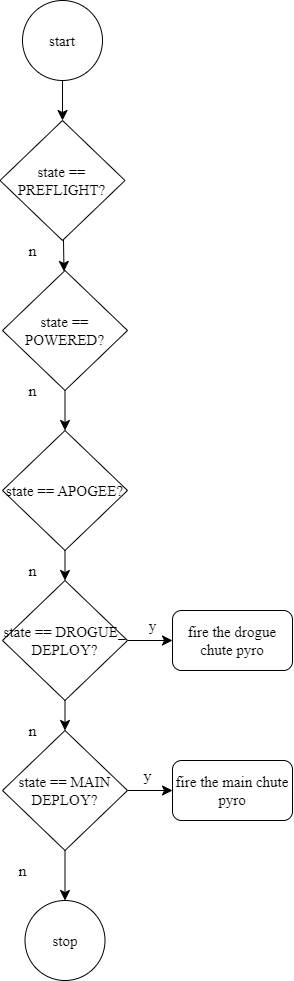 start
state ==
PREFLIGHT?
n
state ==
POWERED?
n
state == APOGEE?
n
state == DROGUE_
DEPLOY?
y
fire the drogue
chute pyro
n
state == MAIN
DEPLOY?
y
fire the main chute
pyro
n
stop